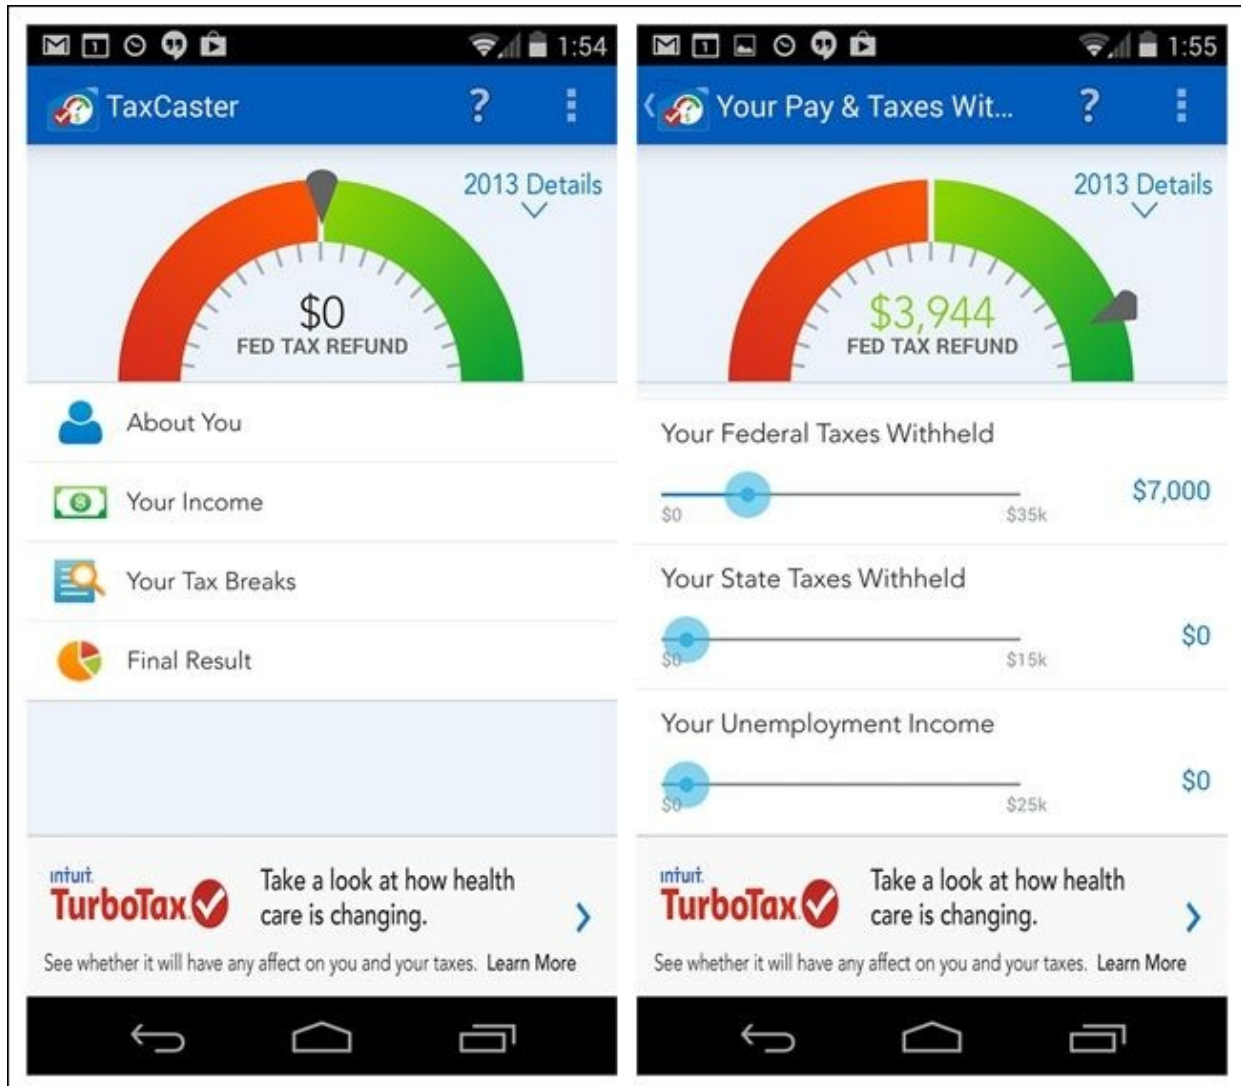 1:54
TaxCaster
?
2013 Details
$0
FED TAX REFUND
About You
Your Income
Your Tax Breaks
Final Result
intuit.
TurboTax
Take a look at how health
care is changing.
See whether it will have any affect on you and your taxes. Learn More
1:55
Your Pay & Taxes Wit...
?
2013 Details
$3,944
FED TAX REFUND
Your Federal Taxes Withheld
$7,000
$0 $35k
Your State Taxes Withheld
$0
$0 $15k
Your Unemployment Income
$0
$0 $25k
intuit.
TurboTax
Take a look at how health
care is changing.
See whether it will have any affect on you and your taxes. Learn More